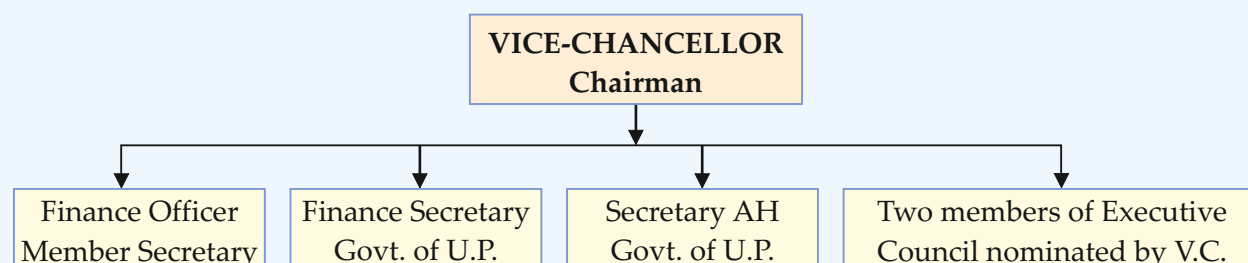 VICE-CHANCELLOR
Chairman
Finance Officer
Member Secretary
Finance Secretary
Govt. of U.P.
Secretary AH
Govt. of U.P.
Two members of Executive
Council nominated by V.C.